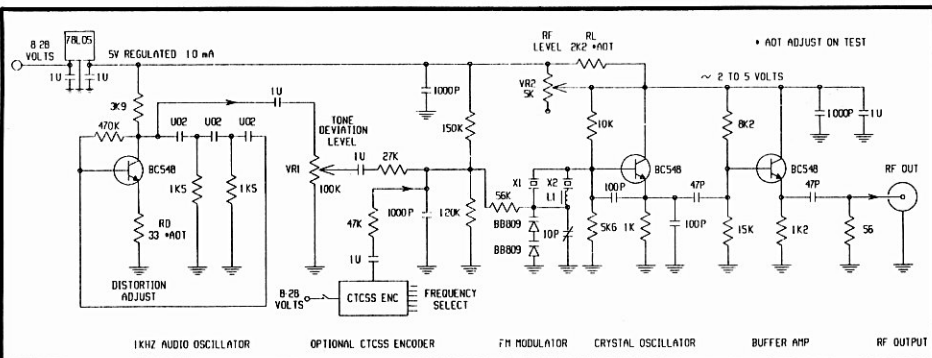 8-28
VOLTS
78L05
5V REGULATED 10 mA
1U
1U
3K9
470K
U02
U02
U02
BC548
1K5
1K5
RD
33 *AOT
DISTORTION
ADJUST
1U
TONE
DEVIATION
LEVEL
VR1
100K
1U
27K
47K
1U
1000P
1000P
150K
120K
8-28
VOLTS
CTCSS ENC
FREQUENCY
SELECT
56K
X1
X2
L1
BB809
BB809
10P
RF
LEVEL
VR2
5K
RL
2K2 *AOT
* AOT ADJUST ON TEST
~ 2 TO 5 VOLTS
10K
100P
5K6
1K
BC548
47P
100P
8K2
15K
BC548
1K2
47P
56
1000P
1U
RF OUT
1KHZ AUDIO OSCILLATOR
OPTIONAL CTCSS ENCODER
FM MODULATOR
CRYSTAL OSCILLATOR
BUFFER AMP
RF OUTPUT